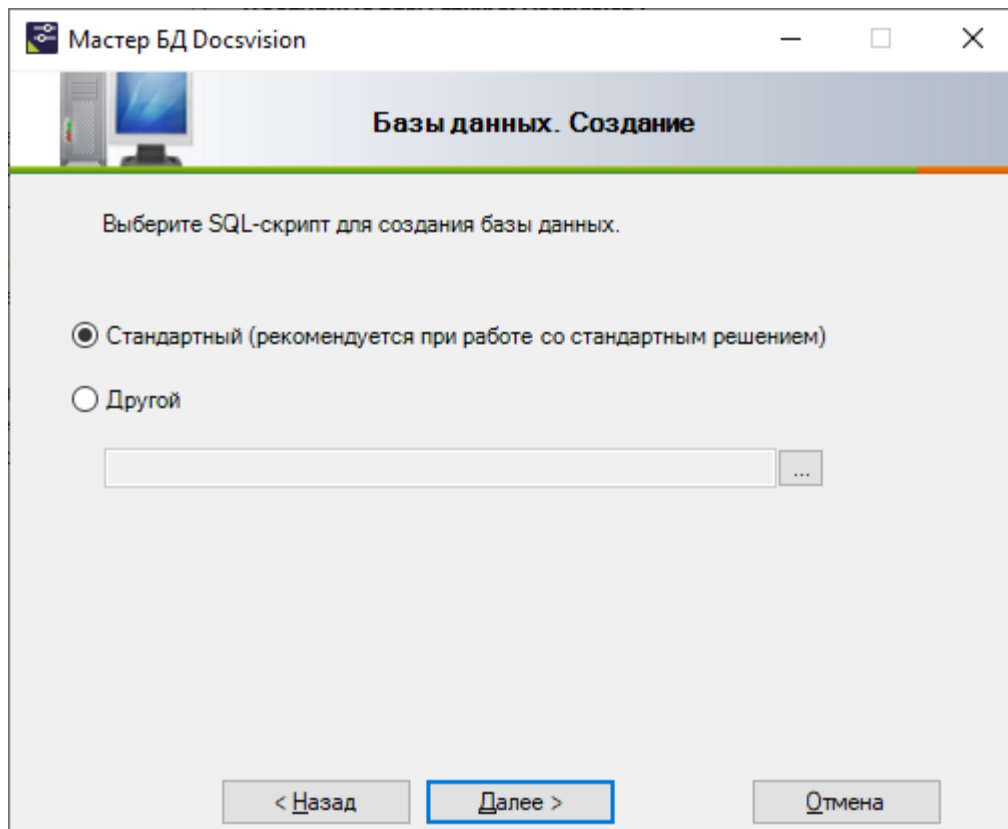 Мастер БД Docsvision
Базы данных. Создание
Выберите SQL-скрипт для создания базы данных.
Стандартный (рекомендуется при работе со стандартным решением)
Другой
...
< Назад
Далее >
Отмена